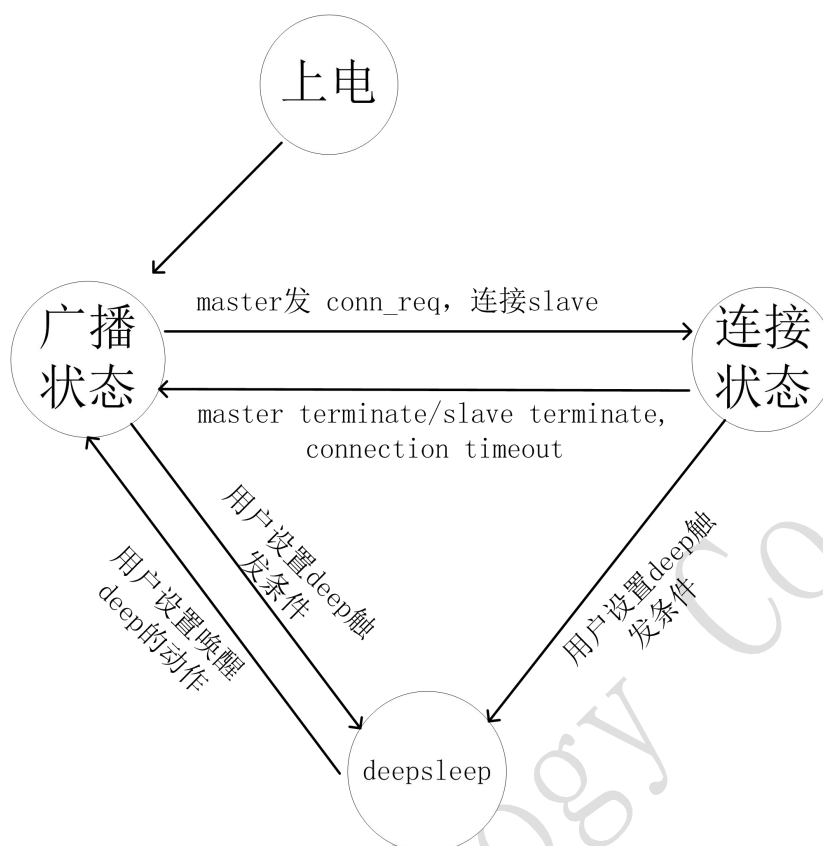 上电
广播
状态
master发 conn_req，连接slave
连接
状态
master terminate/slave terminate,
connection timeout
用户设置deep触
发条件
用户设置唤醒
deep的动作
用户设置deep触
发条件
deepsleep
ogy Co